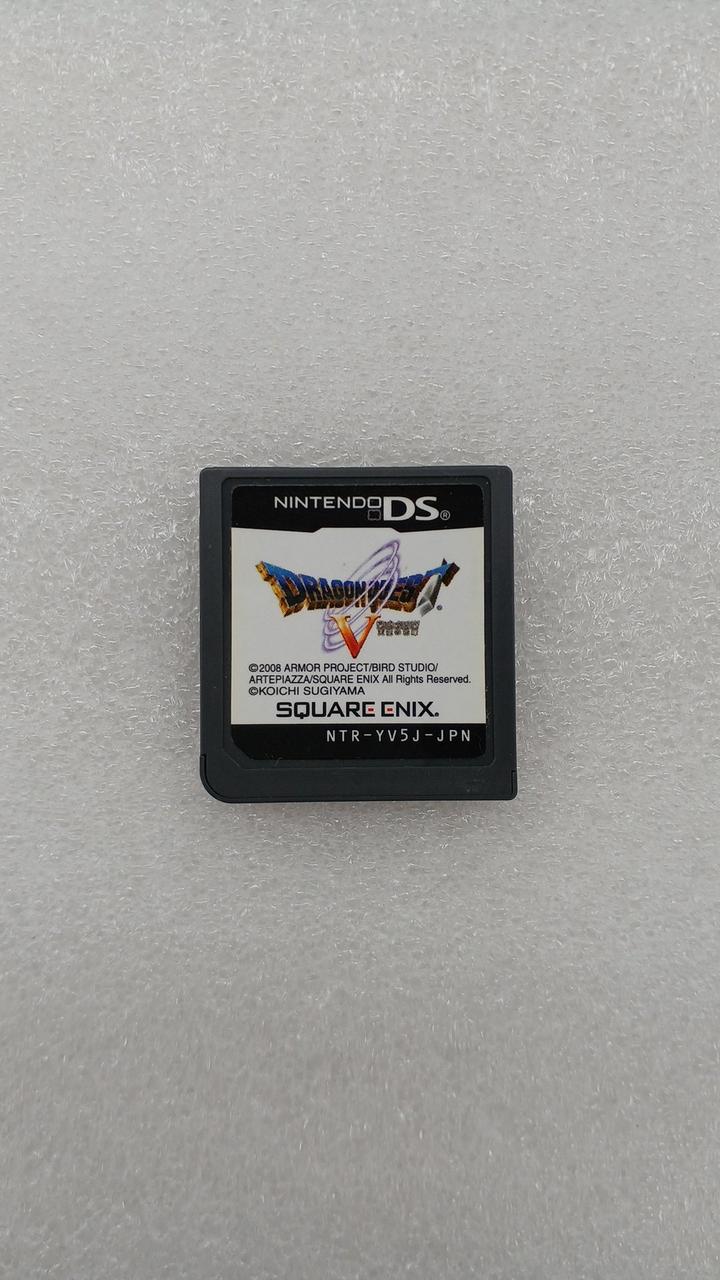 NINTENDO DS®
DRAGON QUEST®
V
©2008 ARMOR PROJECT/BIRD STUDIO/
ARTEPIAZZA/SQUARE ENIX All Rights Reserved.
©KOICHI SUGIYAMA
SQUARE ENIX®
NTR-YV5J-JPN